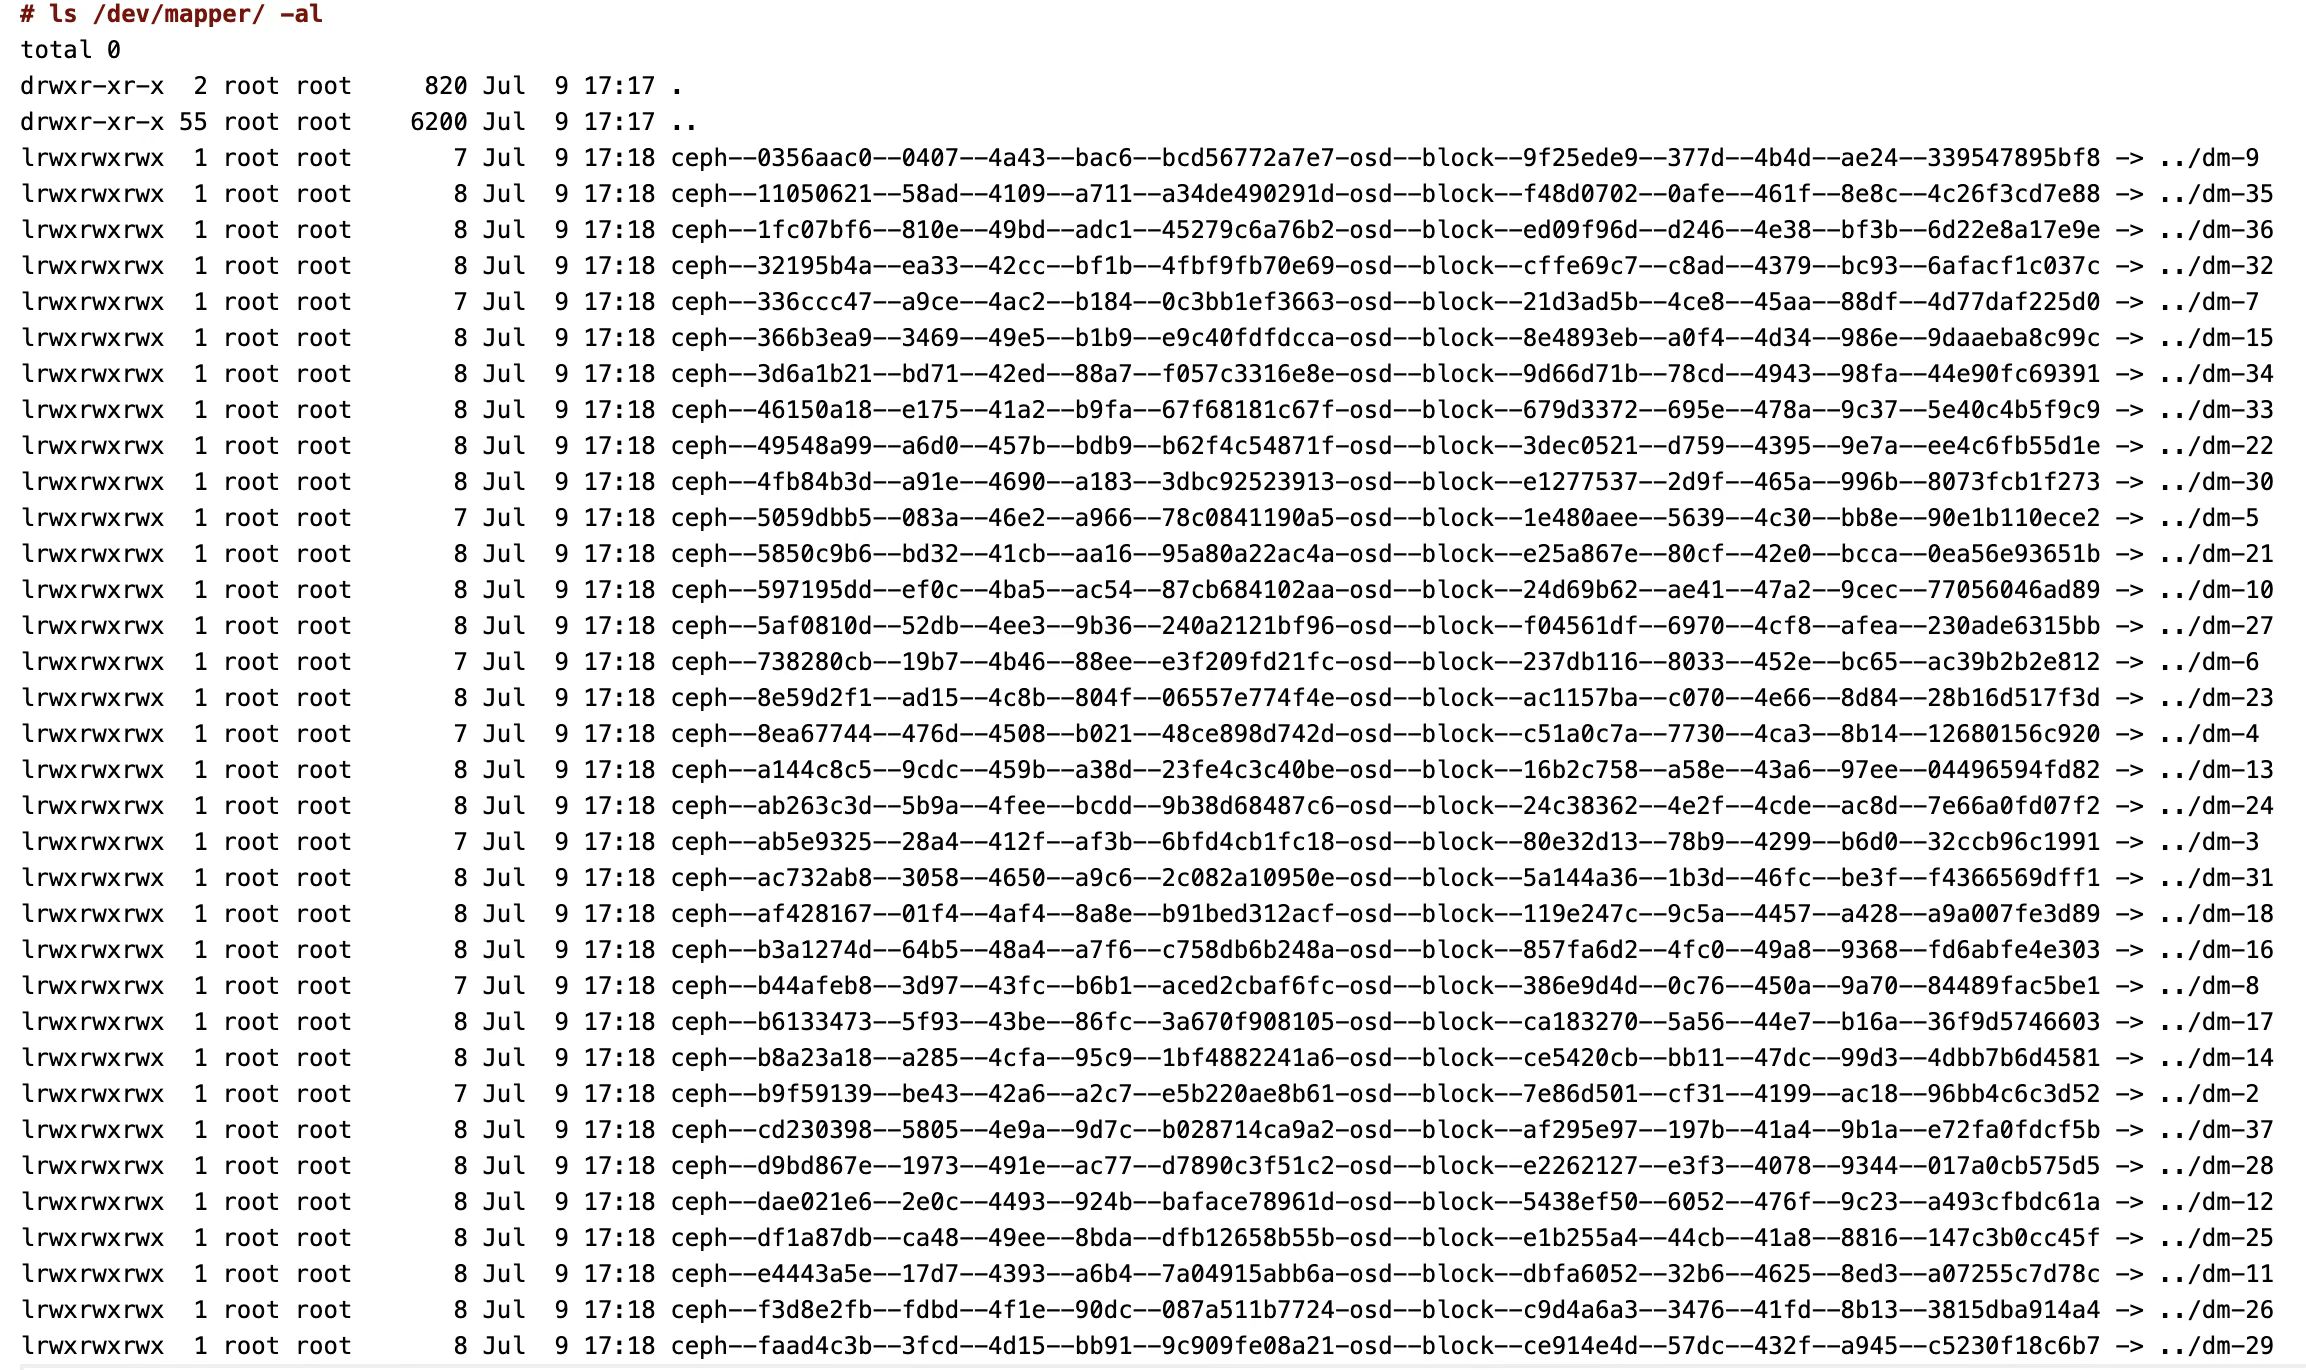 # ls /dev/mapper/ -al
total 0
drwxr-xr-x  2 root root     820 Jul  9 17:17 .
drwxr-xr-x 55 root root    6200 Jul  9 17:17 ..
lrwxrwxrwx  1 root root       7 Jul  9 17:18 ceph--0356aac0--0407--4a43--bac6--bcd56772a7e7-osd--block--9f25ede9--377d--4b4d--ae24--339547895bf8 -> ../dm-9
lrwxrwxrwx  1 root root       8 Jul  9 17:18 ceph--11050621--58ad--4109--a711--a34de490291d-osd--block--f48d0702--0afe--461f--8e8c--4c26f3cd7e88 -> ../dm-35
lrwxrwxrwx  1 root root       8 Jul  9 17:18 ceph--1fc07bf6--810e--49bd--adc1--45279c6a76b2-osd--block--ed09f96d--d246--4e38--bf3b--6d22e8a17e9e -> ../dm-36
lrwxrwxrwx  1 root root       8 Jul  9 17:18 ceph--32195b4a--ea33--42cc--bf1b--4fbf9fb70e69-osd--block--cffe69c7--c8ad--4379--bc93--6afacf1c037c -> ../dm-32
lrwxrwxrwx  1 root root       7 Jul  9 17:18 ceph--336ccc47--a9ce--4ac2--b184--0c3bb1ef3663-osd--block--21d3ad5b--4ce8--45aa--88df--4d77daf225d0 -> ../dm-7
lrwxrwxrwx  1 root root       8 Jul  9 17:18 ceph--366b3ea9--3469--49e5--b1b9--e9c40fdfdcca-osd--block--8e4893eb--a0f4--4d34--986e--9daaeba8c99c -> ../dm-15
lrwxrwxrwx  1 root root       8 Jul  9 17:18 ceph--3d6a1b21--bd71--42ed--88a7--f057c3316e8e-osd--block--9d66d71b--78cd--4943--98fa--44e90fc69391 -> ../dm-34
lrwxrwxrwx  1 root root       8 Jul  9 17:18 ceph--46150a18--e175--41a2--b9fa--67f68181c67f-osd--block--679d3372--695e--478a--9c37--5e40c4b5f9c9 -> ../dm-33
lrwxrwxrwx  1 root root       8 Jul  9 17:18 ceph--49548a99--a6d0--457b--bdb9--b62f4c54871f-osd--block--3dec0521--d759--4395--9e7a--ee4c6fb55d1e -> ../dm-22
lrwxrwxrwx  1 root root       8 Jul  9 17:18 ceph--4fb84b3d--a91e--4690--a183--3dbc92523913-osd--block--e1277537--2d9f--465a--996b--8073fcb1f273 -> ../dm-30
lrwxrwxrwx  1 root root       7 Jul  9 17:18 ceph--5059dbb5--083a--46e2--a966--78c0841190a5-osd--block--1e480aee--5639--4c30--bb8e--90e1b110ece2 -> ../dm-5
lrwxrwxrwx  1 root root       8 Jul  9 17:18 ceph--5850c9b6--bd32--41cb--aa16--95a80a22ac4a-osd--block--e25a867e--80cf--42e0--bcca--0ea56e93651b -> ../dm-21
lrwxrwxrwx  1 root root       8 Jul  9 17:18 ceph--597195dd--ef0c--4ba5--ac54--87cb684102aa-osd--block--24d69b62--ae41--47a2--9cec--77056046ad89 -> ../dm-10
lrwxrwxrwx  1 root root       8 Jul  9 17:18 ceph--5af0810d--52db--4ee3--9b36--240a2121bf96-osd--block--f04561df--6970--4cf8--afea--230ade6315bb -> ../dm-27
lrwxrwxrwx  1 root root       7 Jul  9 17:18 ceph--738280cb--19b7--4b46--88ee--e3f209fd21fc-osd--block--237db116--8033--452e--bc65--ac39b2b2e812 -> ../dm-6
lrwxrwxrwx  1 root root       8 Jul  9 17:18 ceph--8e59d2f1--ad15--4c8b--804f--06557e774f4e-osd--block--ac1157ba--c070--4e66--8d84--28b16d517f3d -> ../dm-23
lrwxrwxrwx  1 root root       7 Jul  9 17:18 ceph--8ea67744--476d--4508--b021--48ce898d742d-osd--block--c51a0c7a--7730--4ca3--8b14--12680156c920 -> ../dm-4
lrwxrwxrwx  1 root root       8 Jul  9 17:18 ceph--a144c8c5--9cdc--459b--a38d--23fe4c3c40be-osd--block--16b2c758--a58e--43a6--97ee--04496594fd82 -> ../dm-13
lrwxrwxrwx  1 root root       8 Jul  9 17:18 ceph--ab263c3d--5b9a--4fee--bcdd--9b38d68487c6-osd--block--24c38362--4e2f--4cde--ac8d--7e66a0fd07f2 -> ../dm-24
lrwxrwxrwx  1 root root       7 Jul  9 17:18 ceph--ab5e9325--28a4--412f--af3b--6bfd4cb1fc18-osd--block--80e32d13--78b9--4299--b6d0--32ccb96c1991 -> ../dm-3
lrwxrwxrwx  1 root root       8 Jul  9 17:18 ceph--ac732ab8--3058--4650--a9c6--2c082a10950e-osd--block--5a144a36--1b3d--46fc--be3f--f4366569dff1 -> ../dm-31
lrwxrwxrwx  1 root root       8 Jul  9 17:18 ceph--af428167--01f4--4af4--8a8e--b91bed312acf-osd--block--119e247c--9c5a--4457--a428--a9a007fe3d89 -> ../dm-18
lrwxrwxrwx  1 root root       8 Jul  9 17:18 ceph--b3a1274d--64b5--48a4--a7f6--c758db6b248a-osd--block--857fa6d2--4fc0--49a8--9368--fd6abfe4e303 -> ../dm-16
lrwxrwxrwx  1 root root       7 Jul  9 17:18 ceph--b44afeb8--3d97--43fc--b6b1--aced2cbaf6fc-osd--block--386e9d4d--0c76--450a--9a70--84489fac5be1 -> ../dm-8
lrwxrwxrwx  1 root root       8 Jul  9 17:18 ceph--b6133473--5f93--43be--86fc--3a670f908105-osd--block--ca183270--5a56--44e7--b16a--36f9d5746603 -> ../dm-17
lrwxrwxrwx  1 root root       8 Jul  9 17:18 ceph--b8a23a18--a285--4cfa--95c9--1bf4882241a6-osd--block--ce5420cb--bb11--47dc--99d3--4dbb7b6d4581 -> ../dm-14
lrwxrwxrwx  1 root root       7 Jul  9 17:18 ceph--b9f59139--be43--42a6--a2c7--e5b220ae8b61-osd--block--7e86d501--cf31--4199--ac18--96bb4c6c3d52 -> ../dm-2
lrwxrwxrwx  1 root root       8 Jul  9 17:18 ceph--cd230398--5805--4e9a--9d7c--b028714ca9a2-osd--block--af295e97--197b--41a4--9b1a--e72fa0fdcf5b -> ../dm-37
lrwxrwxrwx  1 root root       8 Jul  9 17:18 ceph--d9bd867e--1973--491e--ac77--d7890c3f51c2-osd--block--e2262127--e3f3--4078--9344--017a0cb575d5 -> ../dm-28
lrwxrwxrwx  1 root root       8 Jul  9 17:18 ceph--dae021e6--2e0c--4493--924b--baface78961d-osd--block--5438ef50--6052--476f--9c23--a493cfbdc61a -> ../dm-12
lrwxrwxrwx  1 root root       8 Jul  9 17:18 ceph--df1a87db--ca48--49ee--8bda--dfb12658b55b-osd--block--e1b255a4--44cb--41a8--8816--147c3b0cc45f -> ../dm-25
lrwxrwxrwx  1 root root       8 Jul  9 17:18 ceph--e4443a5e--17d7--4393--a6b4--7a04915abb6a-osd--block--dbfa6052--32b6--4625--8ed3--a07255c7d78c -> ../dm-11
lrwxrwxrwx  1 root root       8 Jul  9 17:18 ceph--f3d8e2fb--fdbd--4f1e--90dc--087a511b7724-osd--block--c9d4a6a3--3476--41fd--8b13--3815dba914a4 -> ../dm-26
lrwxrwxrwx  1 root root       8 Jul  9 17:18 ceph--faad4c3b--3fcd--4d15--bb91--9c909fe08a21-osd--block--ce914e4d--57dc--432f--a945--c5230f18c6b7 -> ../dm-29